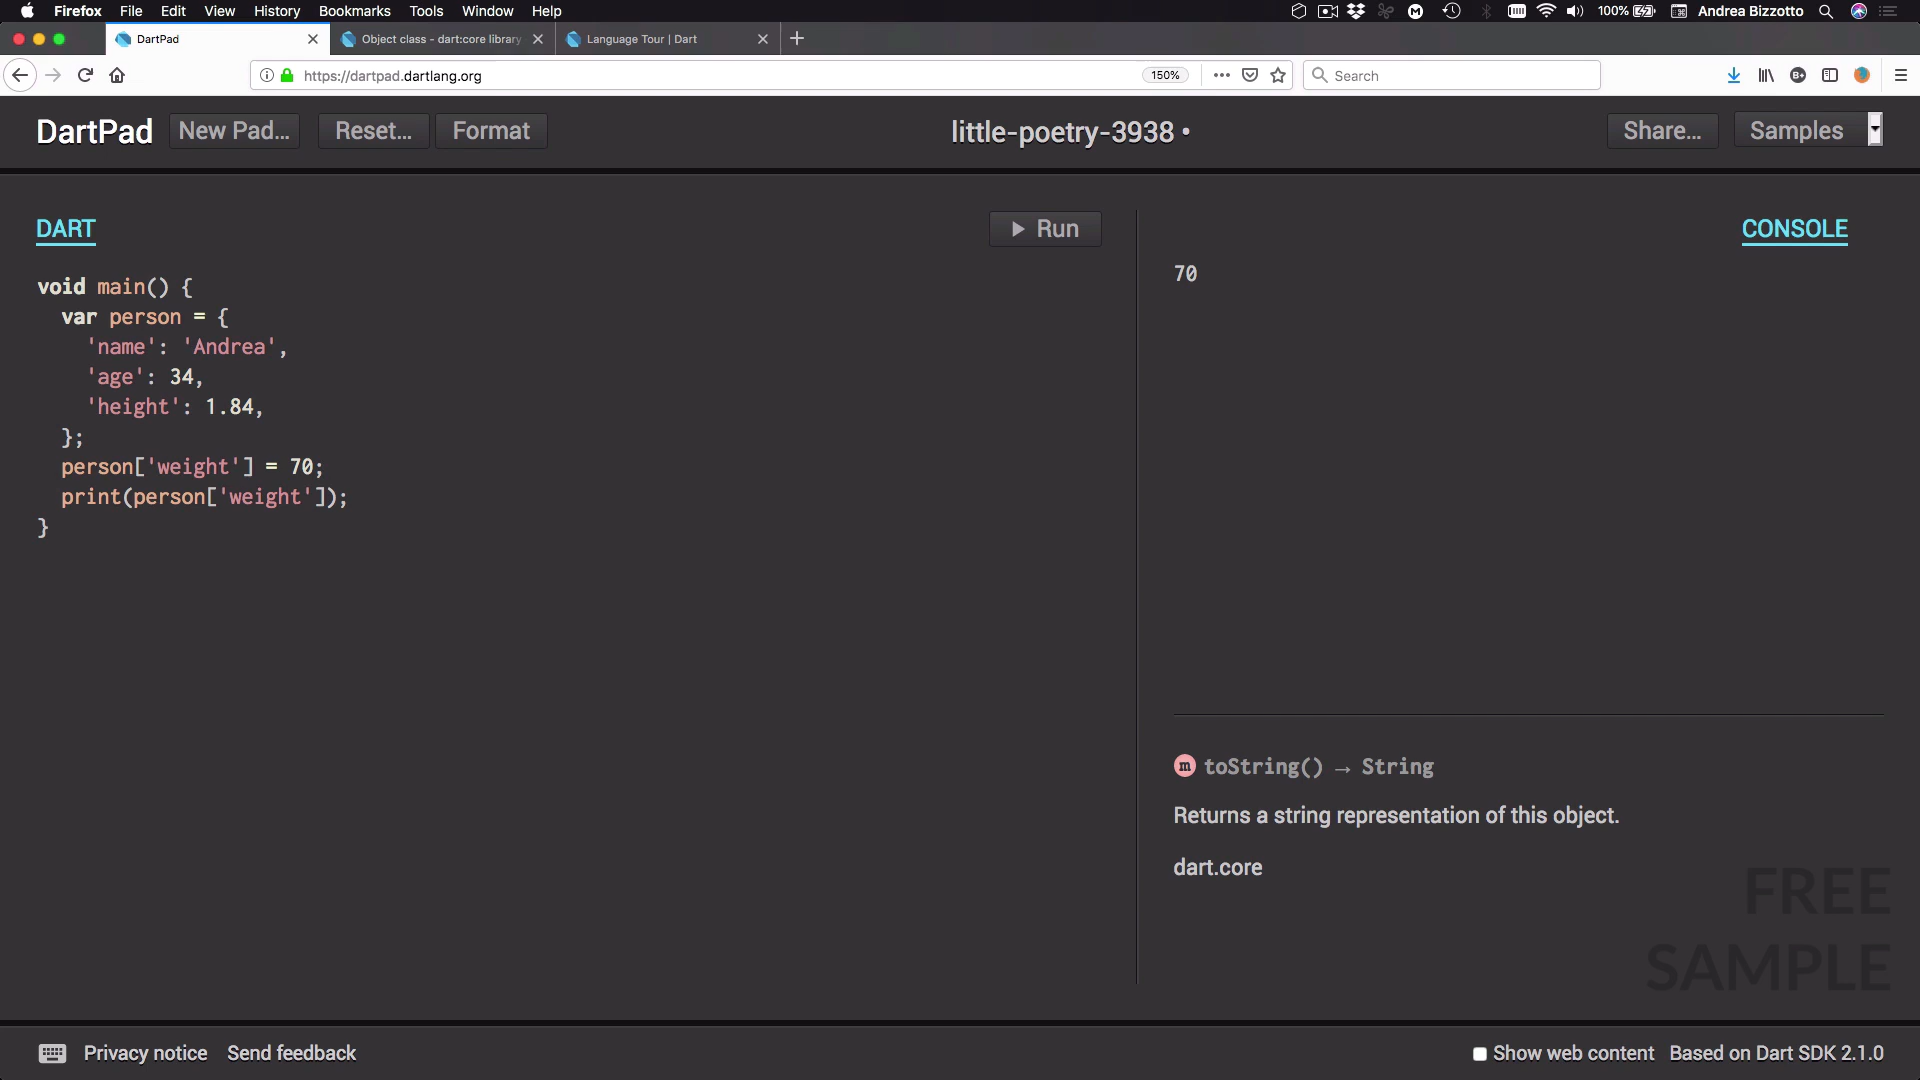 Firefox File Edit View History Bookmarks Tools Window Help 100% Andrea Bizzotto
DartPad Object class - dart:core library Language Tour | Dart
https://dartpad.dartlang.org 150% Search
DartPad New Pad... Reset... Format little-poetry-3938 • Share... Samples
DART Run CONSOLE
70
void main() {
  var person = {
    'name': 'Andrea',
    'age': 34,
    'height': 1.84,
  };
  person['weight'] = 70;
  print(person['weight']);
}
m toString() → String
Returns a string representation of this object.
dart.core
FREE
SAMPLE
Privacy notice Send feedback Show web content Based on Dart SDK 2.1.0